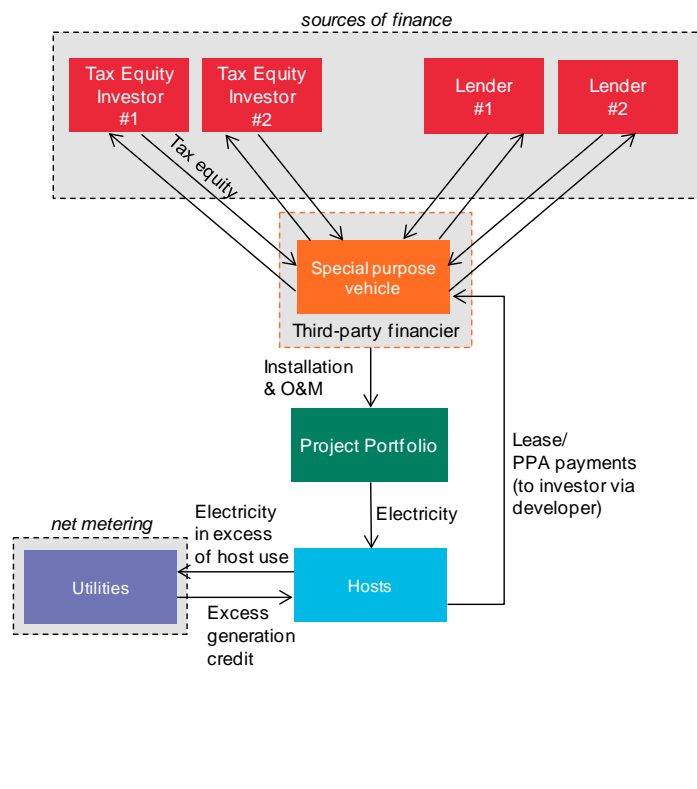 sources of finance
Tax Equity
Investor
#1
Tax Equity
Investor
#2
Lender
#1
Lender
#2
Tax equity
Special purpose
vehicle
Third-party financier
Installation
& O&M
Project Portfolio
Lease/
PPA payments
(to investor via
developer)
Electricity
net metering
Electricity
in excess
of host use
Utilities
Hosts
Excess
generation
credit